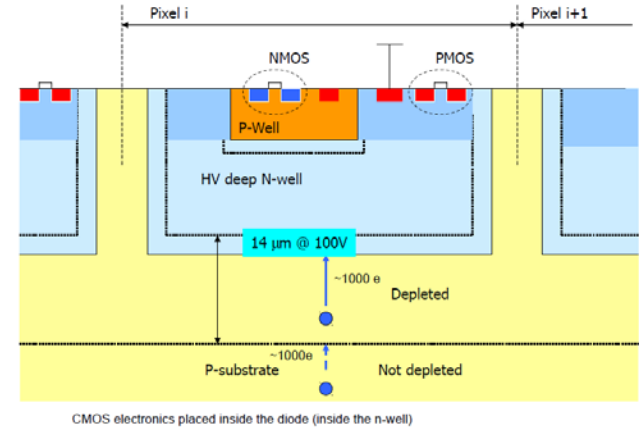 Pixel i
Pixel i+1
NMOS
PMOS
P-Well
HV deep N-well
14 µm @ 100V
~1000 e
Depleted
~1000e
P-substrate
Not depleted
CMOS electronics placed inside the diode (inside the n-well)